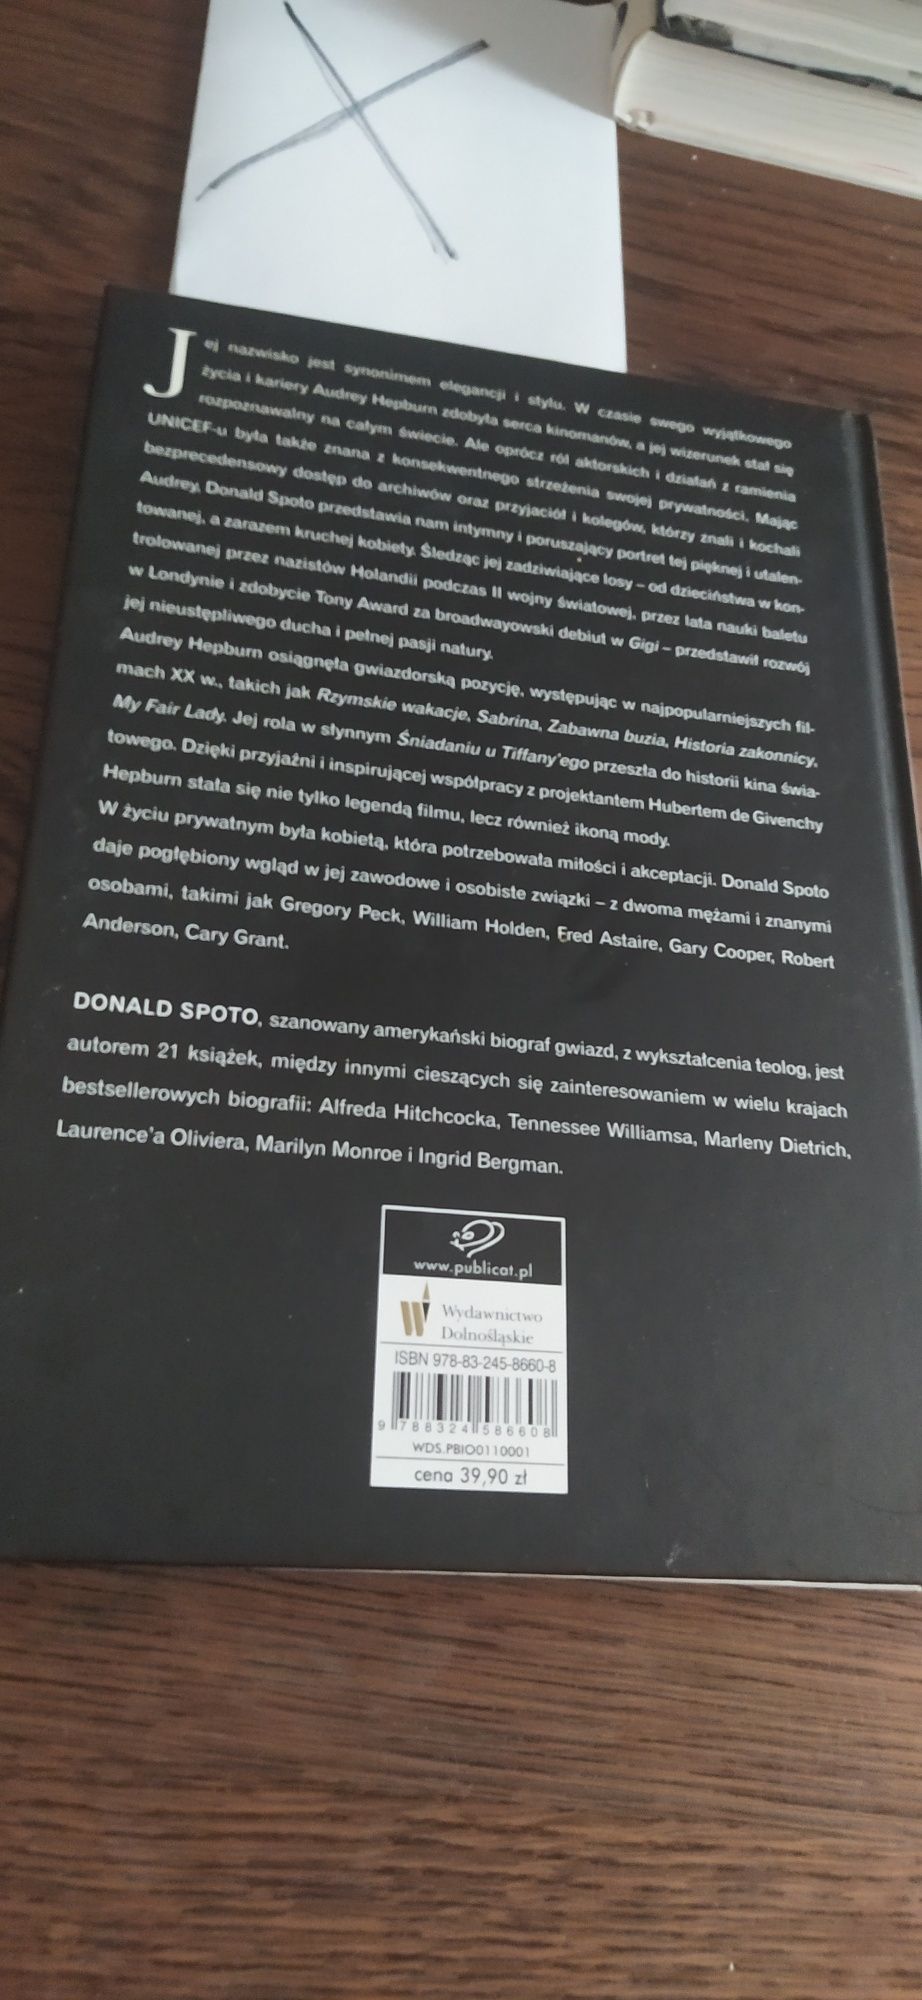 Jej nazwisko jest synonimem elegancji i stylu. W czasie swego wyjątkowego
życia i kariery Audrey Hepburn zdobyła serca kinomanów, a jej wizerunek stał się
rozpoznawalny na całym świecie. Ale oprócz ról aktorskich i działań z ramienia
UNICEF-u była także znana z konsekwentnego strzeżenia swojej prywatności. Mając
bezprecedensowy dostęp do archiwów oraz przyjaciół i kolegów, którzy znali i kochali
Audrey, Donald Spoto przedstawia nam intymny i poruszający portret tej pięknej i utalen-
towanej, a zarazem kruchej kobiety. Śledząc jej zadziwiające losy – od dzieciństwa w kon-
trolowanej przez nazistów Holandii podczas II wojny światowej, przez lata nauki baletu
w Londynie i zdobycie Tony Award za broadwayowski debiut w Gigi – przedstawił rozwój
jej nieustępliwego ducha i pełnej pasji natury.
Audrey Hepburn osiągnęła gwiazdorską pozycję, występując w najpopularniejszych fil-
mach XX w., takich jak Rzymskie wakacje, Sabrina, Zabawna buzia, Historia zakonnicy,
My Fair Lady. Jej rola w słynnym Śniadaniu u Tiffany'ego przeszła do historii kina świa-
towego. Dzięki przyjaźni i inspirującej współpracy z projektantem Hubertem de Givenchy
Hepburn stała się nie tylko legendą filmu, lecz również ikoną mody.
W życiu prywatnym była kobietą, która potrzebowała miłości i akceptacji. Donald Spoto
daje pogłębiony wgląd w jej zawodowe i osobiste związki – z dwoma mężami i znanymi
osobami, takimi jak Gregory Peck, William Holden, Fred Astaire, Gary Cooper, Robert
Anderson, Cary Grant.
DONALD SPOTO, szanowany amerykański biograf gwiazd, z wykształcenia teolog, jest
autorem 21 książek, między innymi cieszących się zainteresowaniem w wielu krajach
bestsellerowych biografii: Alfreda Hitchcocka, Tennessee Williamsa, Marleny Dietrich,
Laurence'a Oliviera, Marilyn Monroe i Ingrid Bergman.
www.publicat.pl
Wydawnictwo
Dolnośląskie
ISBN 978-83-245-8660-8
9 788324 586608
WDS.PBIO0110001
cena 39,90 zł